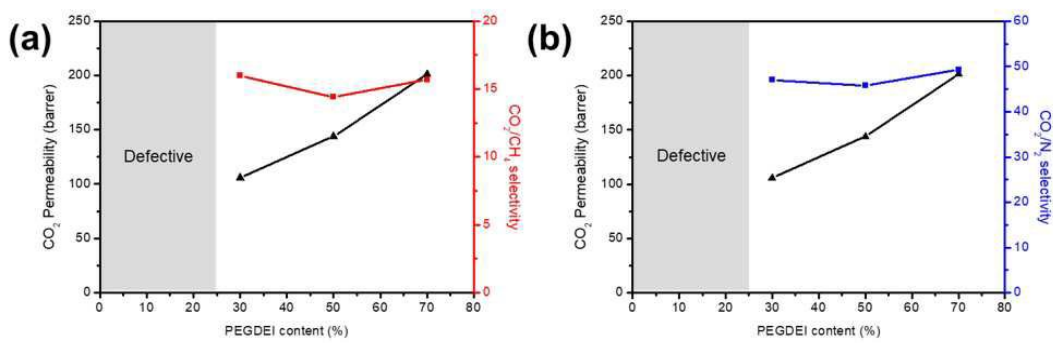 (a)
CO₂ Permeability (barrer)
250
200
150
100
50
0
Defective
20
15
10
5
0
CO₂/CH₄ selectivity
0 10 20 30 40 50 60 70 80
PEGDEI content (%)
(b)
CO₂ Permeability (barrer)
250
200
150
100
50
0
Defective
60
50
40
30
20
10
0
CO₂/N₂ selectivity
0 10 20 30 40 50 60 70 80
PEGDEI content (%)